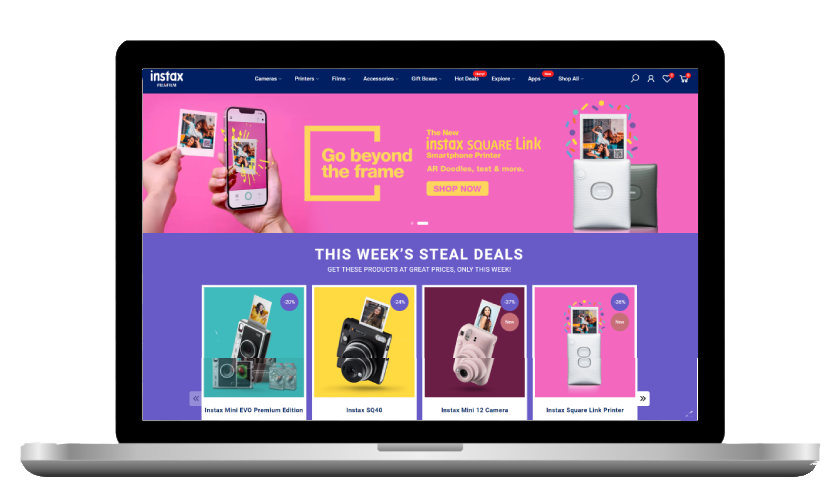 instax
FUJIFILM
Cameras
Printers
Films
Accessories
Gift Boxes
Hot Deals
Explore
Apps
Shop All
Go beyond
the frame
The New
instax SQUARE Link
Smartphone Printer
AR Doodles, text & more.
SHOP NOW
THIS WEEK'S STEAL DEALS
GET THESE PRODUCTS AT GREAT PRICES, ONLY THIS WEEK!
-20%
-24%
-37%
New
-36%
New
Instax Mini EVO Premium Edition
Instax SQ40
Instax Mini 12 Camera
Instax Square Link Printer